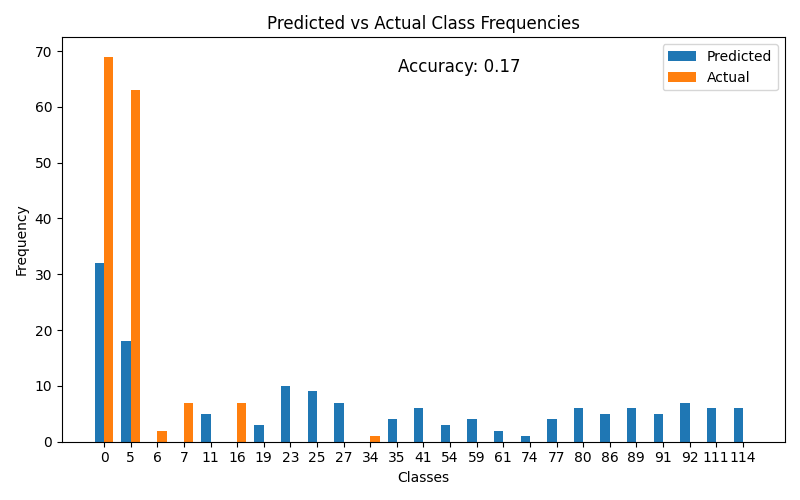 Predicted vs Actual Class Frequencies
Accuracy: 0.17
Predicted
Actual
Frequency
70
60
50
40
30
20
10
0
0 5 6 7 11 16 19 23 25 27 34 35 41 54 59 61 74 77 80 86 89 91 92 111 114
Classes